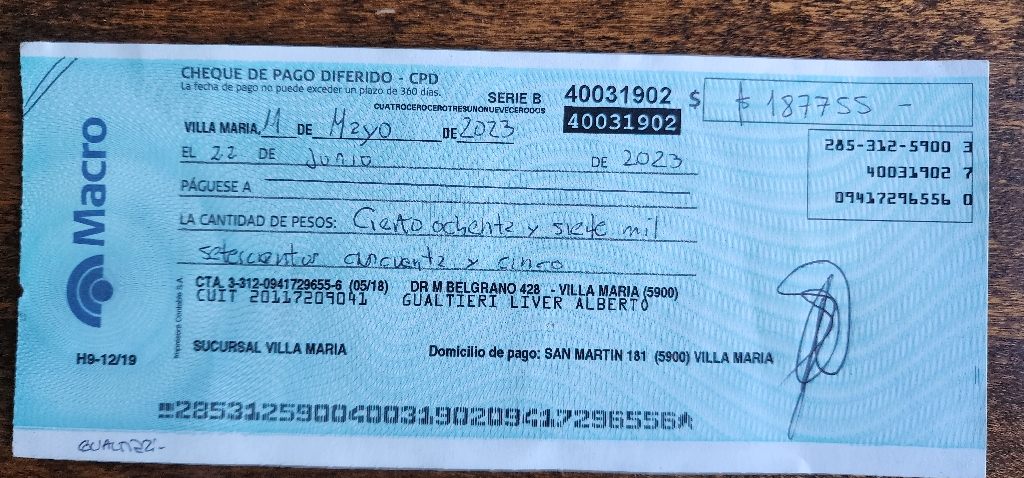 CHEQUE DE PAGO DIFERIDO - CPD
La fecha de pago no puede exceder un plazo de 360 días.
CUATROCEROCEROTRESUNONUEVECERODOS
SERIE B 40031902 $ $ 187755 -
40031902
VILLA MARIA, 11 DE Mayo DE 2023
EL 22 DE Junio DE 2023
285-312-5900 3
40031902 7
09417296556 0
PÁGUESE A
LA CANTIDAD DE PESOS: Ciento ochenta y siete mil
setescientos cincuenta y cinco
CTA. 3-312-0941729655-6 (05/18) DR M BELGRANO 428 - VILLA MARIA (5900)
CUIT 20117209041 GUALTIERI LIVER ALBERTO
SUCURSAL VILLA MARIA Domicilio de pago: SAN MARTIN 181 (5900) VILLA MARIA
Macro
H9-12/19
Impresora Contable S.A.
28531259004003190209417296556